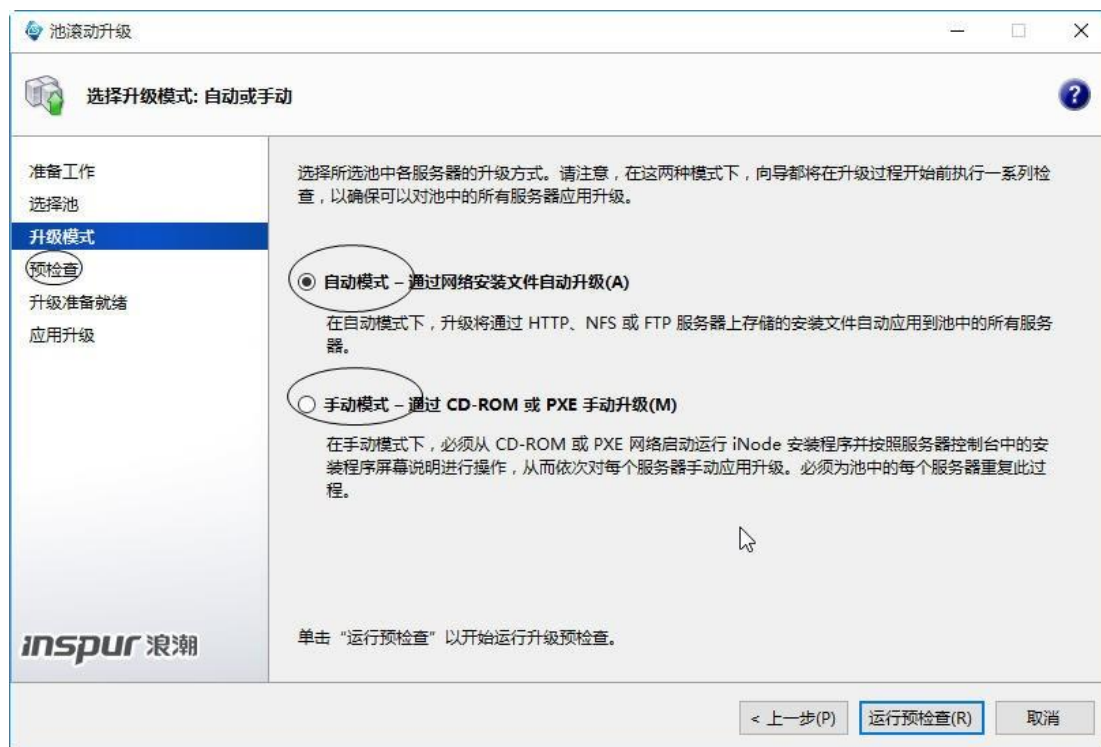 池滚动升级
选择升级模式: 自动或手动
准备工作
选择池
升级模式
预检查
升级准备就绪
应用升级
选择所选池中各服务器的升级方式。请注意，在这两种模式下，向导都将在升级过程开始前执行一系列检
查，以确保可以对池中的所有服务器应用升级。
自动模式 – 通过网络安装文件自动升级(A)
在自动模式下，升级将通过 HTTP、NFS 或 FTP 服务器上存储的安装文件自动应用到池中的所有服务
器。
手动模式 – 通过 CD-ROM 或 PXE 手动升级(M)
在手动模式下，必须从 CD-ROM 或 PXE 网络启动运行 iNode 安装程序并按照服务器控制台中的安
装程序屏幕说明进行操作，从而依次对每个服务器手动应用升级。必须为池中的每个服务器重复此过
程。
单击“运行预检查”以开始运行升级预检查。
inspur 浪潮
< 上一步(P)
运行预检查(R)
取消